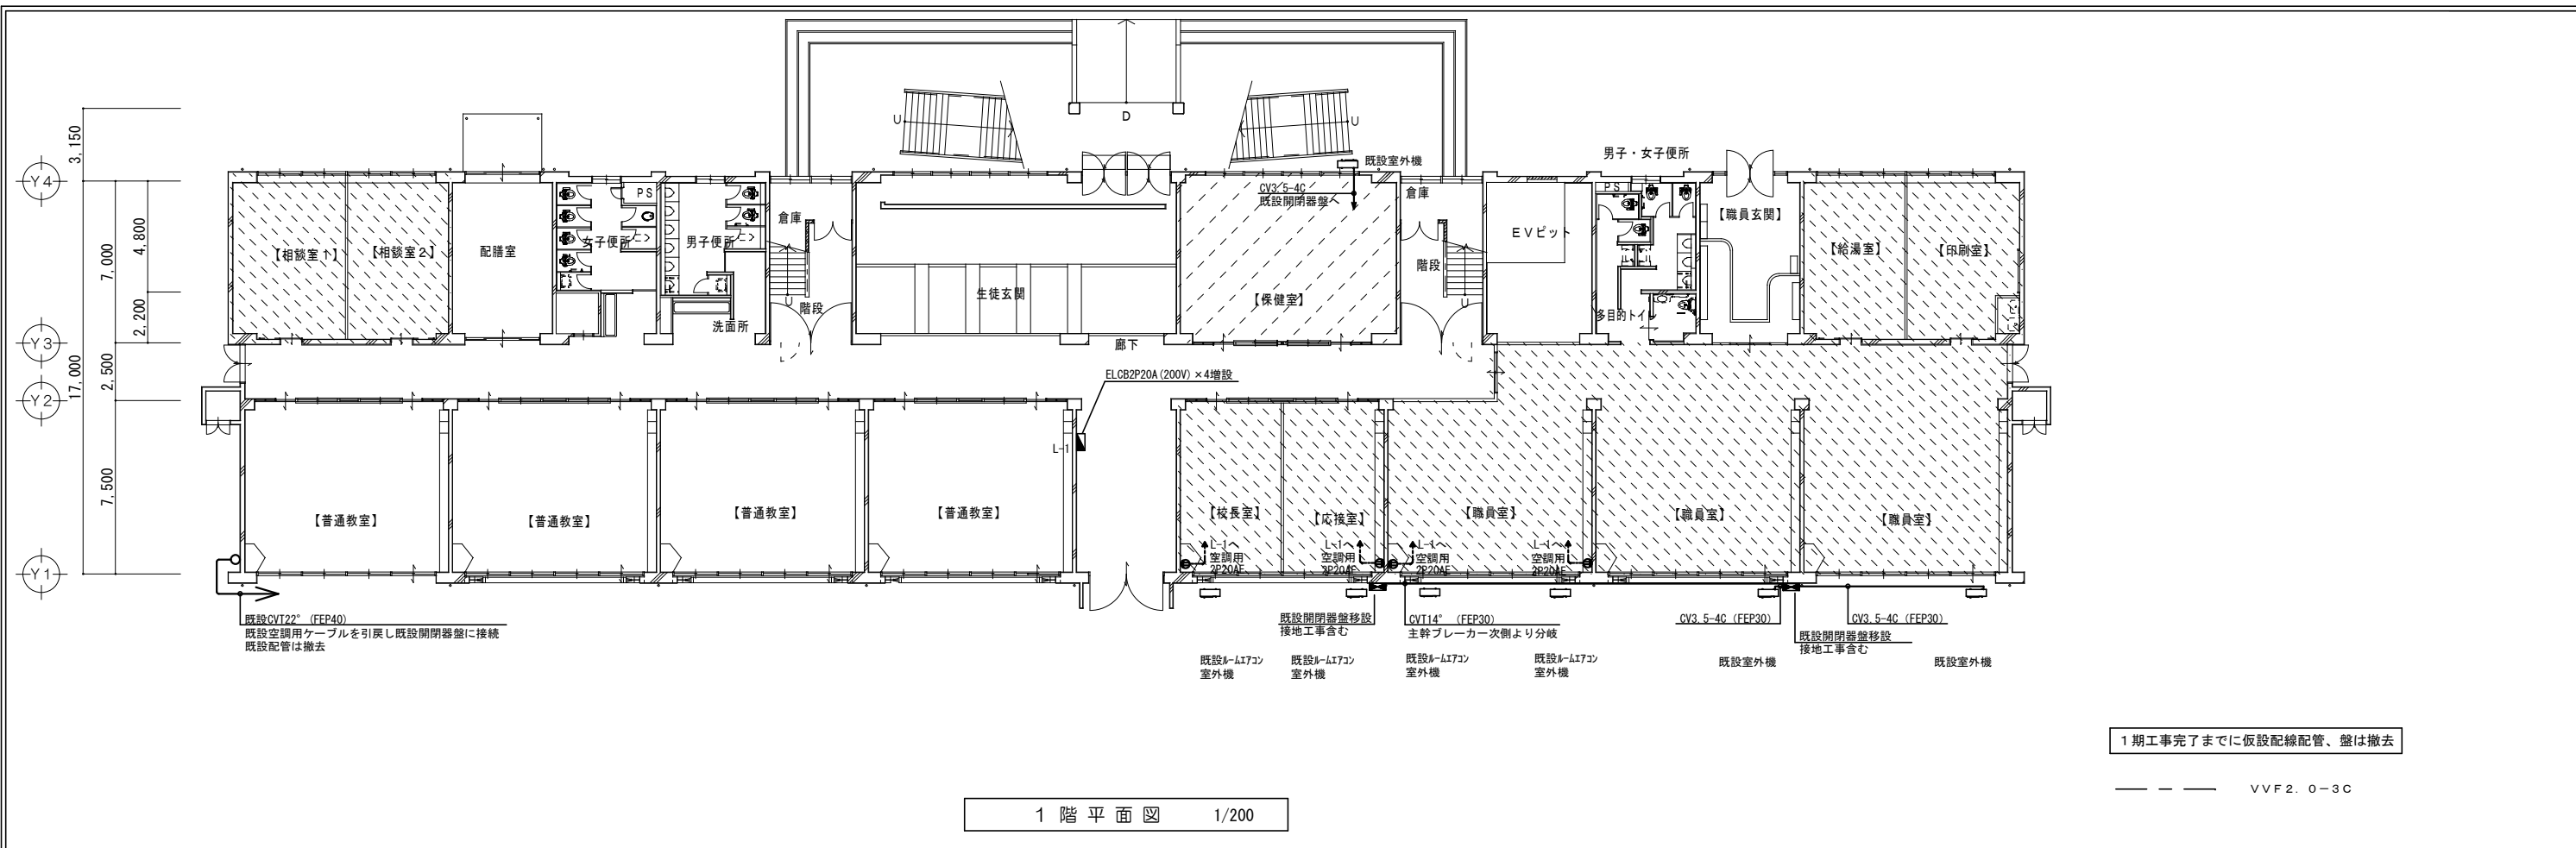 D
U
U
3,150
男子・女子便所
既設室外機
Y4
CV3.5-4C
既設開閉器盤へ
倉庫
PS
PS
倉庫
【職員玄関】
4,800
7,000
【相談室1】
【相談室2】
配膳室
女子便所
男子便所
EVピット
【給湯室】
【印刷室】
階段
生徒玄関
【保健室】
U
階段
U
2,200
洗面所
多目的トイレ
Y3
廊下
17,000
2,500
ELCB2P20A(200V)×4増設
Y2
L-1
7,500
【普通教室】
【普通教室】
【普通教室】
【普通教室】
【校長室】
【応接室】
【職員室】
【職員室】
【職員室】
L-1へ
空調用
2P20AF
L-1へ
空調用
2P20AF
L-1へ
空調用
2P20AF
L-1へ
空調用
2P20AF
Y1
既設CVT22°(FEP40)
既設空調用ケーブルを引戻し既設開閉器盤に接続
既設配管は撤去
既設開閉器盤移設
接地工事含む
CVT14°(FEP30)
主幹ブレーカー次側より分岐
CV3.5-4C(FEP30)
既設開閉器盤移設
接地工事含む
CV3.5-4C(FEP30)
既設ルームエアコン
室外機
既設ルームエアコン
室外機
既設ルームエアコン
室外機
既設ルームエアコン
室外機
既設室外機
既設室外機
1期工事完了までに仮設配線配管、盤は撤去
VVF2.0-3C
1階平面図 1/200